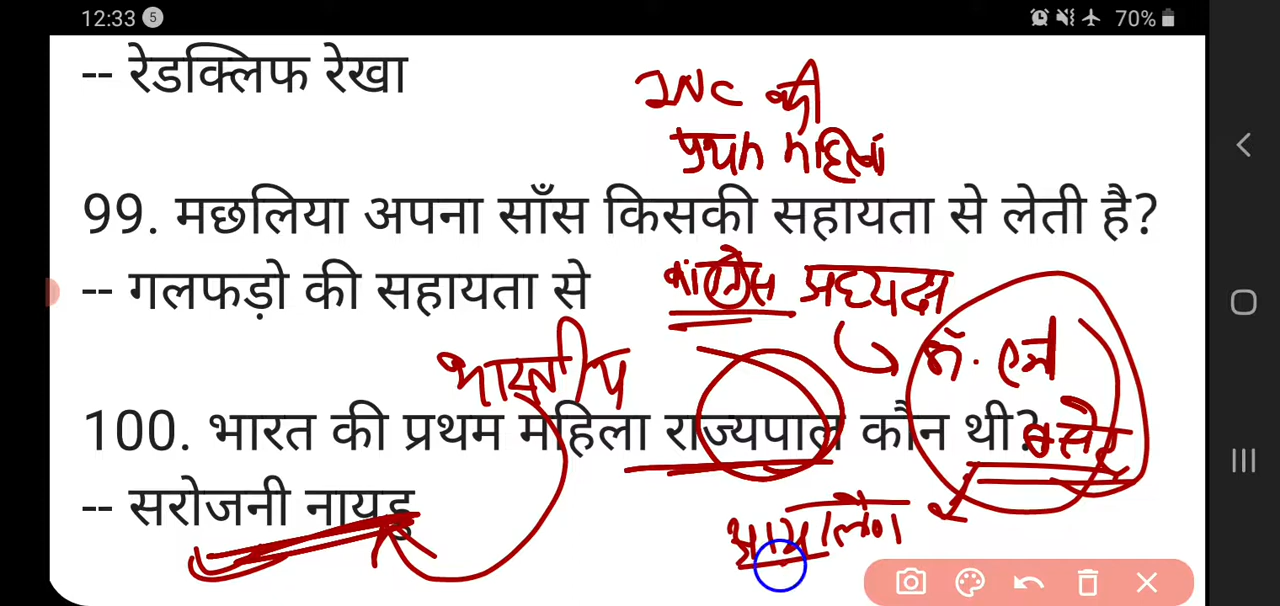 12:33 5 70%
-- रेडक्लिफ रेखा
INC की
प्रथम महिला
99. मछलिया अपना साँस किसकी सहायता से लेती है?
-- गलफड़ो की सहायता से
कांग्रेस अध्यक्ष
भारतीय
100. भारत की प्रथम महिला राज्यपाल कौन थी?
-- सरोजनी नायडु